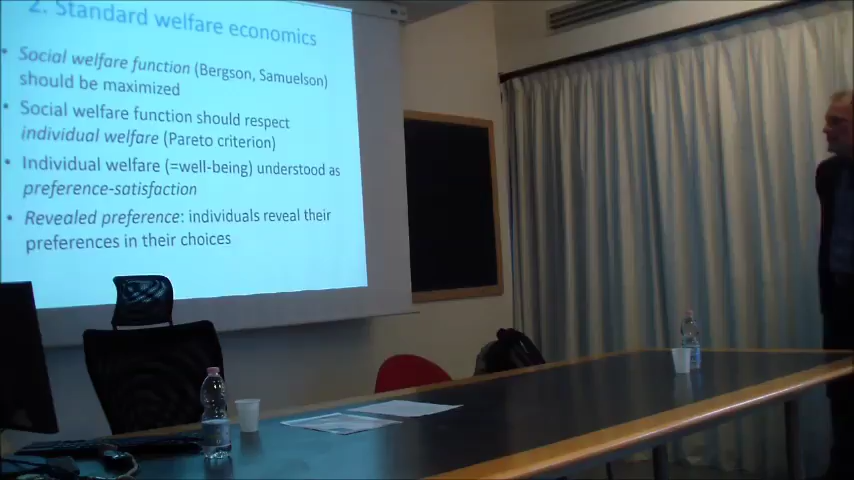 2. Standard welfare economics
• Social welfare function (Bergson, Samuelson)
should be maximized
• Social welfare function should respect
individual welfare (Pareto criterion)
• Individual welfare (=well-being) understood as
preference-satisfaction
• Revealed preference: individuals reveal their
preferences in their choices